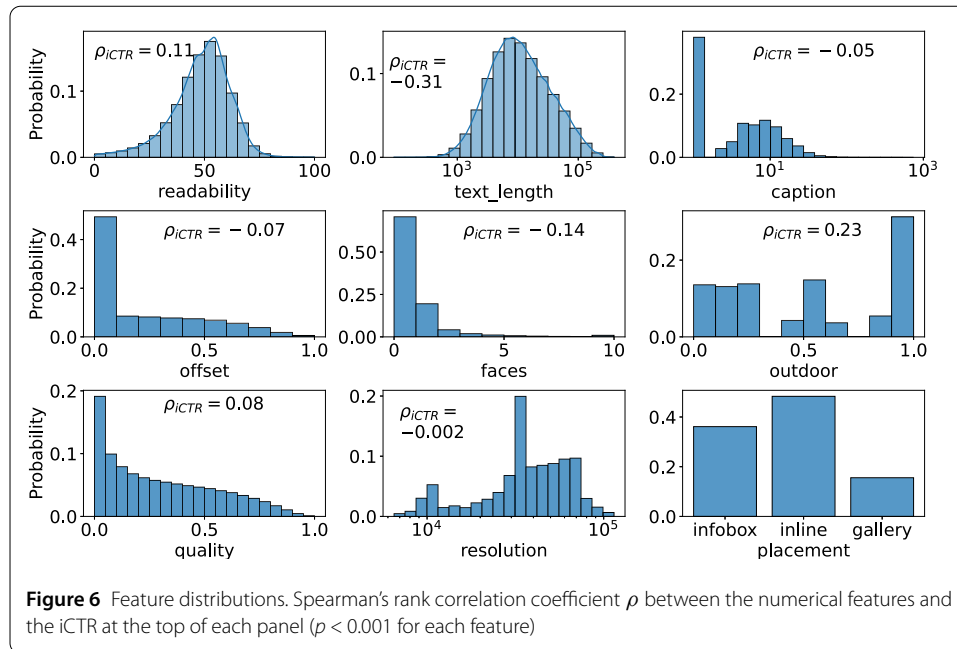 ρiCTR = 0.11
ρiCTR =
−0.31
ρiCTR = −0.05
Probability
0.1
0.0
0.1
0.0
0.2
0.0
0
50
100
10³
10⁵
10¹
10³
readability
text_length
caption
ρiCTR = −0.07
ρiCTR = −0.14
ρiCTR = 0.23
Probability
0.4
0.2
0.0
0.50
0.25
0.00
0.2
0.0
0.0
0.5
1.0
0
5
10
0.0
0.5
1.0
offset
faces
outdoor
ρiCTR = 0.08
ρiCTR =
−0.002
Probability
0.2
0.1
0.0
0.2
0.1
0.0
0.4
0.2
0.0
0.0
0.5
1.0
10⁴
10⁵
infobox
inline
gallery
quality
resolution
placement
Figure 6 Feature distributions. Spearman's rank correlation coefficient ρ between the numerical features and
the iCTR at the top of each panel (p < 0.001 for each feature)